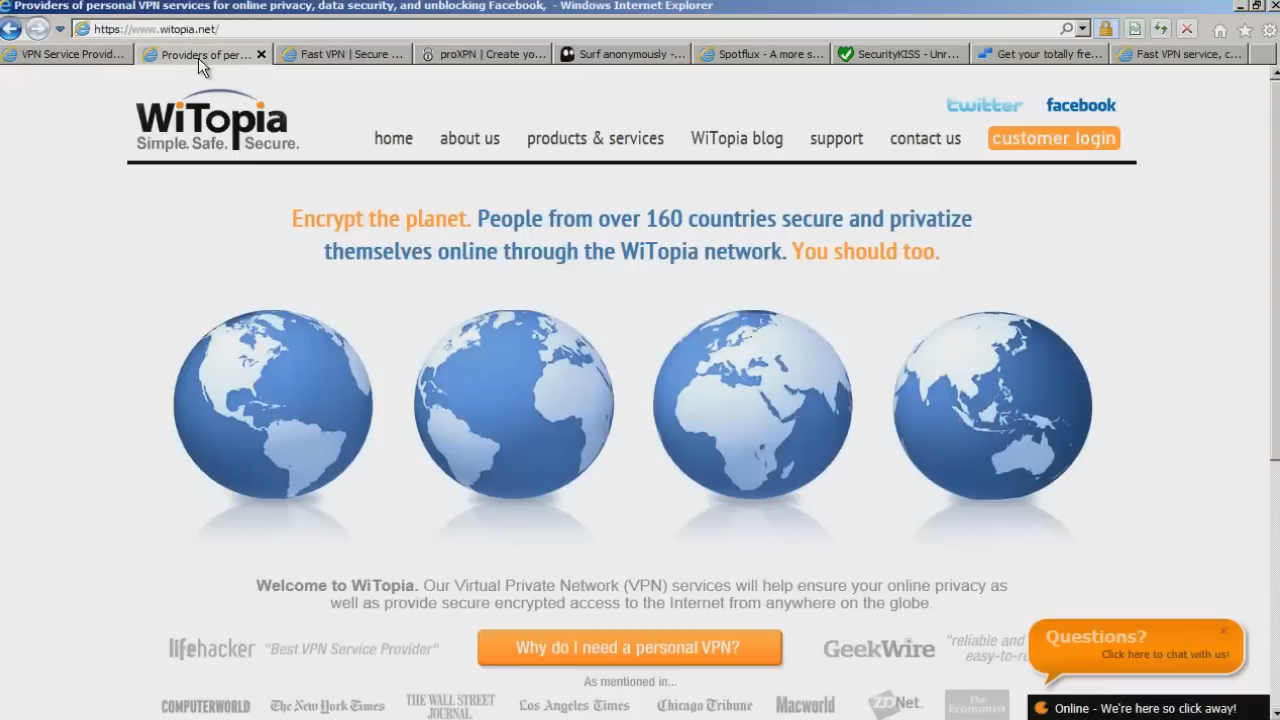 Providers of personal VPN services for online privacy, data security, and unblocking Facebook, - Windows Internet Explorer
https://www.witopia.net/
VPN Service Provid... Providers of per... Fast VPN | Secure ... proXPN | Create yo... Surf anonymously -... Spotflux - A more s... SecurityKISS - Unr... Get your totally fre... Fast VPN service, c...
twitter facebook
WiTopia
Simple. Safe. Secure.
home about us products & services WiTopia blog support contact us customer login
Encrypt the planet. People from over 160 countries secure and privatize
themselves online through the WiTopia network. You should too.
Welcome to WiTopia. Our Virtual Private Network (VPN) services will help ensure your online privacy as
well as provide secure encrypted access to the Internet from anywhere on the globe.
lifehacker "Best VPN Service Provider" Why do I need a personal VPN? GeekWire "reliable and
easy-to-
Questions?
Click here to chat with us!
As mentioned in...
COMPUTERWORLD The New York Times THE WALL STREET JOURNAL Los Angeles Times Chicago Tribune Macworld ZDNet. The Economist
Online - We're here so click away!